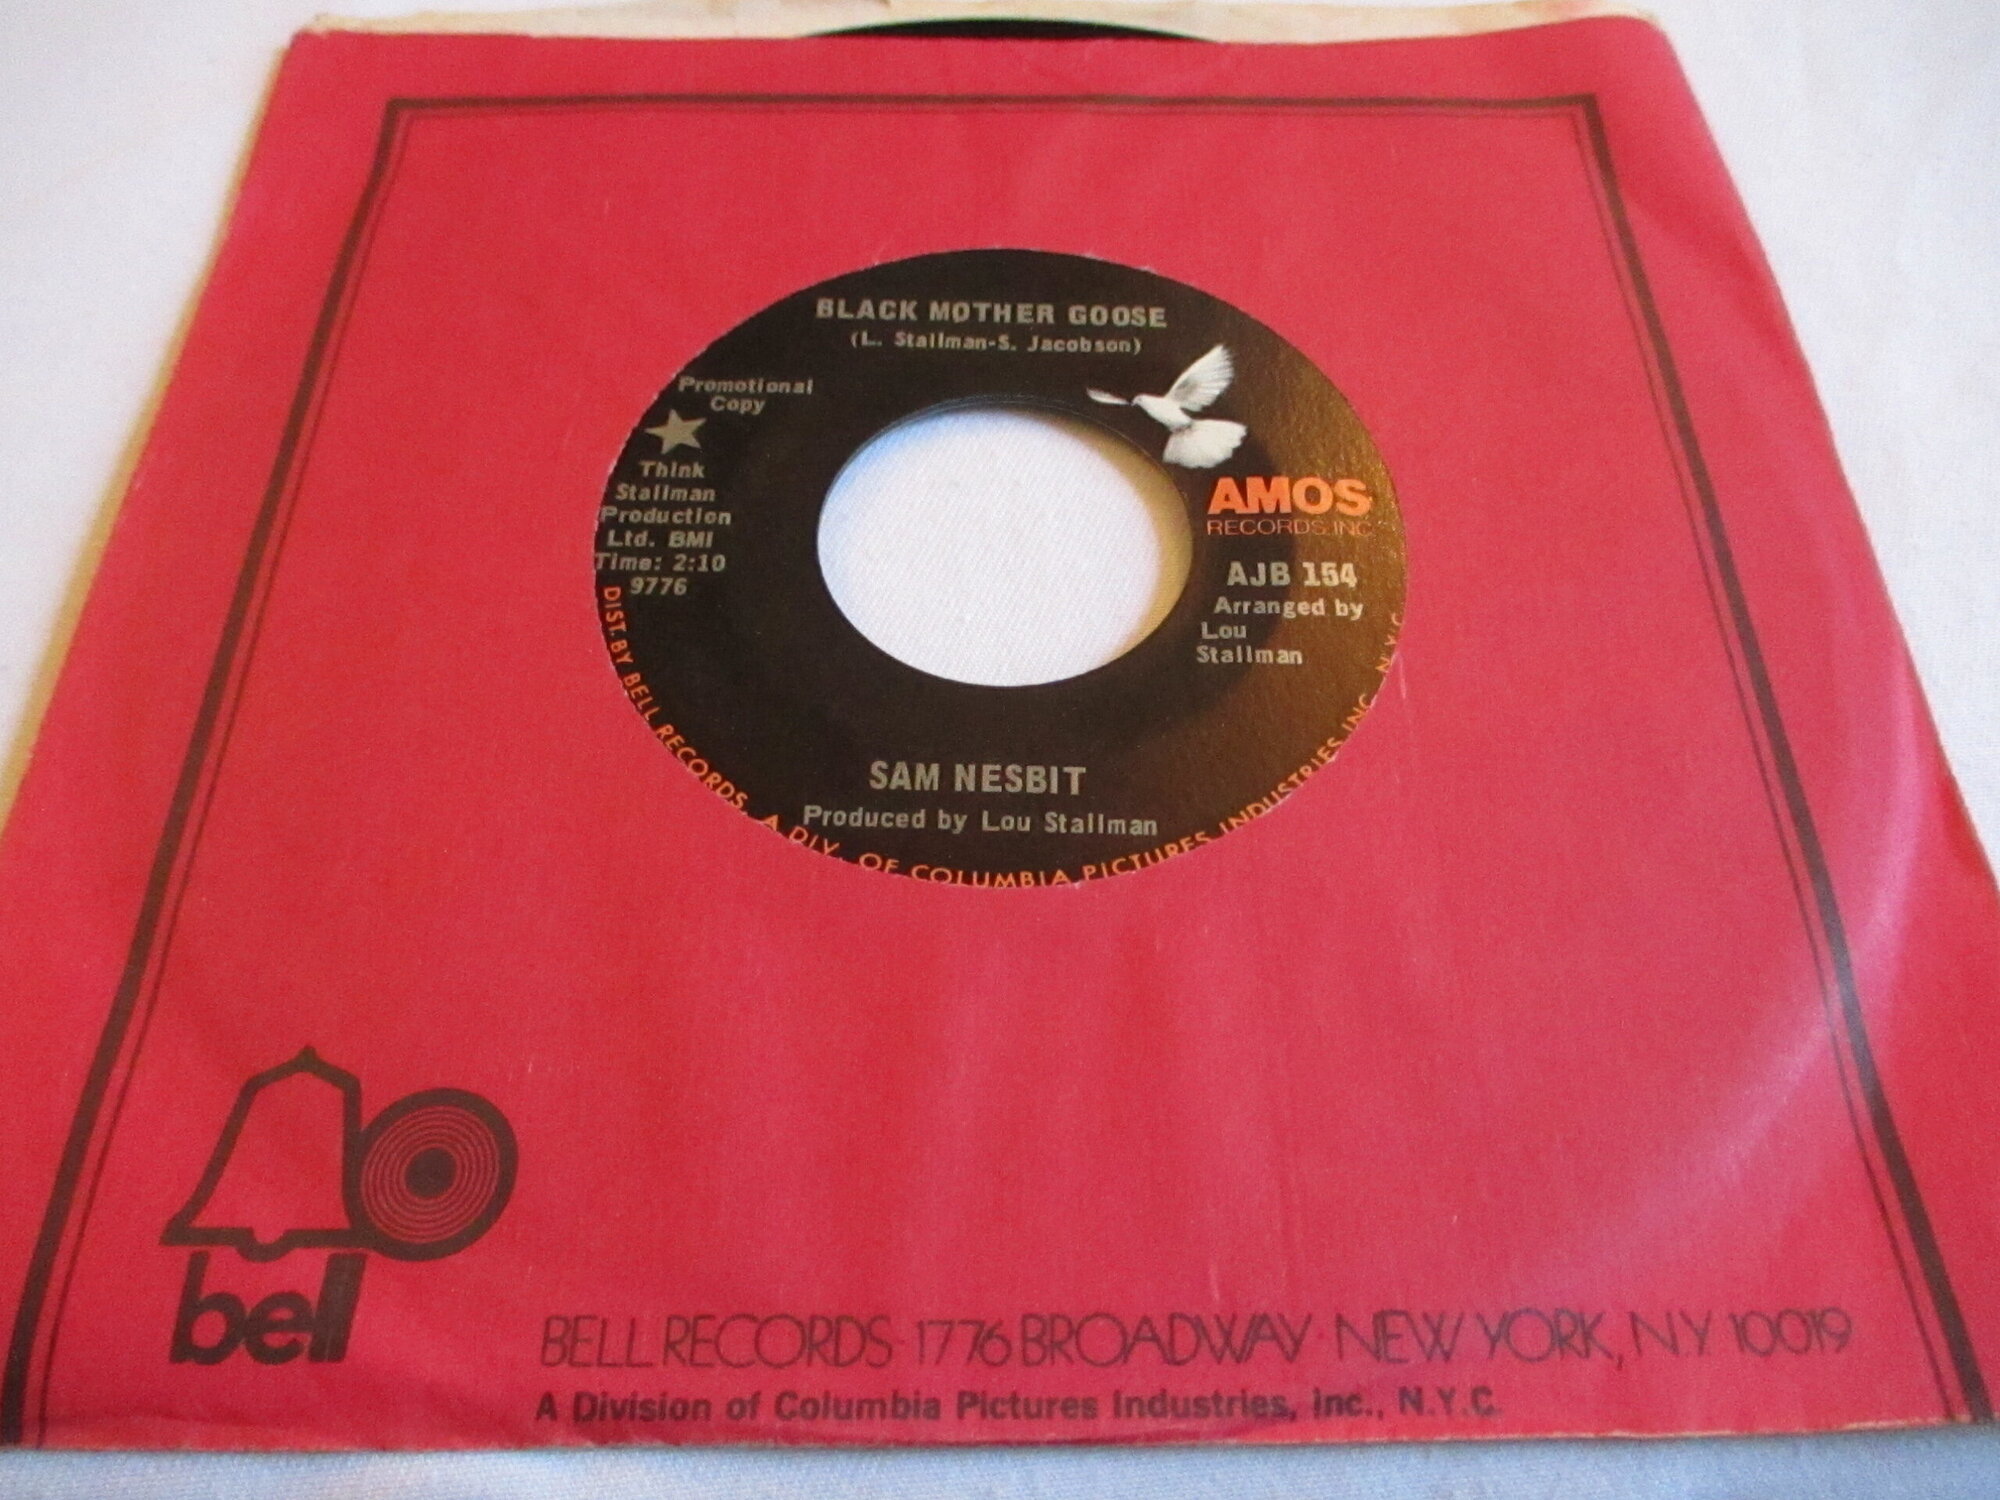 BLACK MOTHER GOOSE
(L. Stallman-S. Jacobson)
Promotional
Copy
Think
Stallman
Production
Ltd. BMI
Time: 2:10
9776
AMOS
RECORDS, INC
AJB 154
Arranged by
Lou
Stallman
SAM NESBIT
Produced by Lou Stallman
DIST. BY BELL RECORDS, A DIV. OF COLUMBIA PICTURES INDUSTRIES, INC., N.Y.C.
bell
BELL RECORDS · 1776 BROADWAY · NEW YORK, N.Y. 10019
A Division of Columbia Pictures Industries, Inc., N.Y.C.